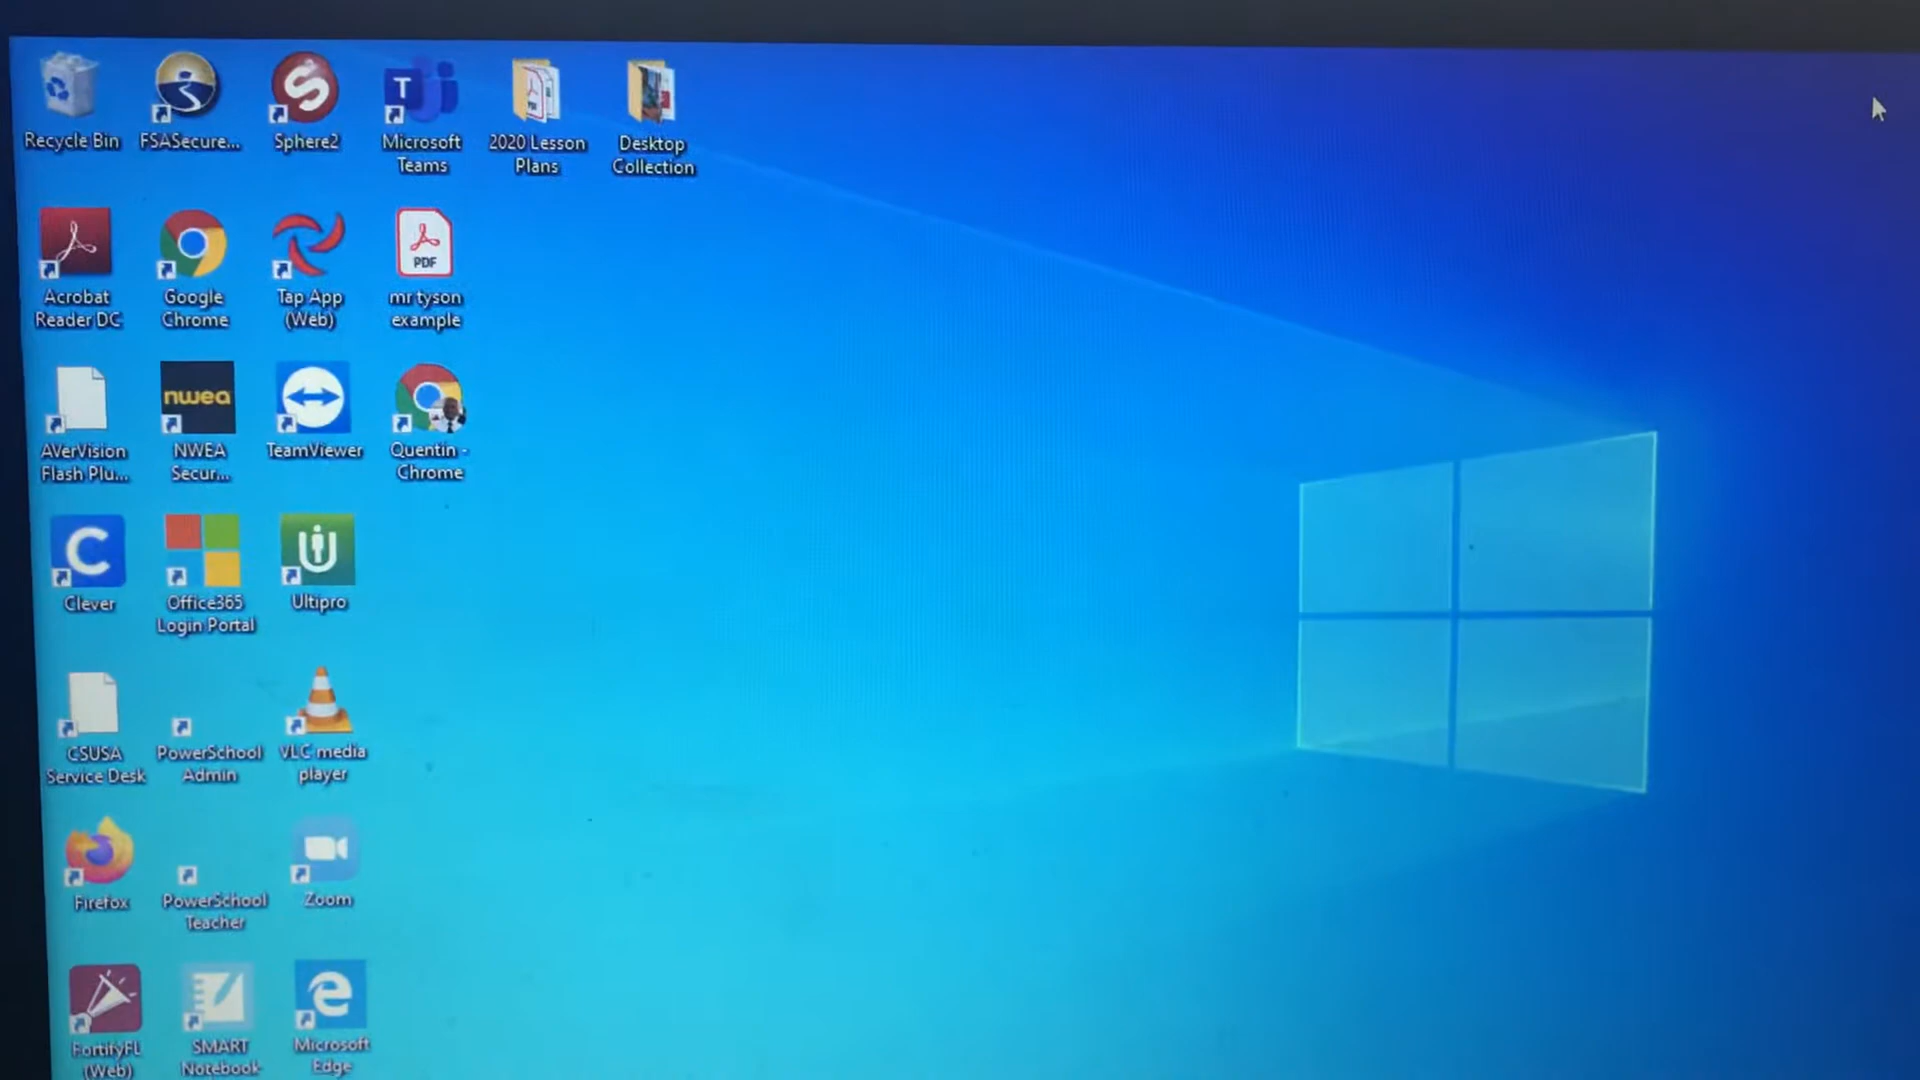 Recycle Bin
FSASecure...
Sphere2
T
Microsoft
Teams
2020 Lesson
Plans
Desktop
Collection
Acrobat
Reader DC
Google
Chrome
Tap App
(Web)
PDF
mr tyson
example
AVerVision
Flash Plu...
nwea
NWEA
Secur...
TeamViewer
Quentin -
Chrome
C
Clever
Office365
Login Portal
U
Ultipro
CSUSA
Service Desk
PowerSchool
Admin
VLC media
player
Firefox
PowerSchool
Teacher
Zoom
FortifyFL
(Web)
SMART
Notebook
Microsoft
Edge